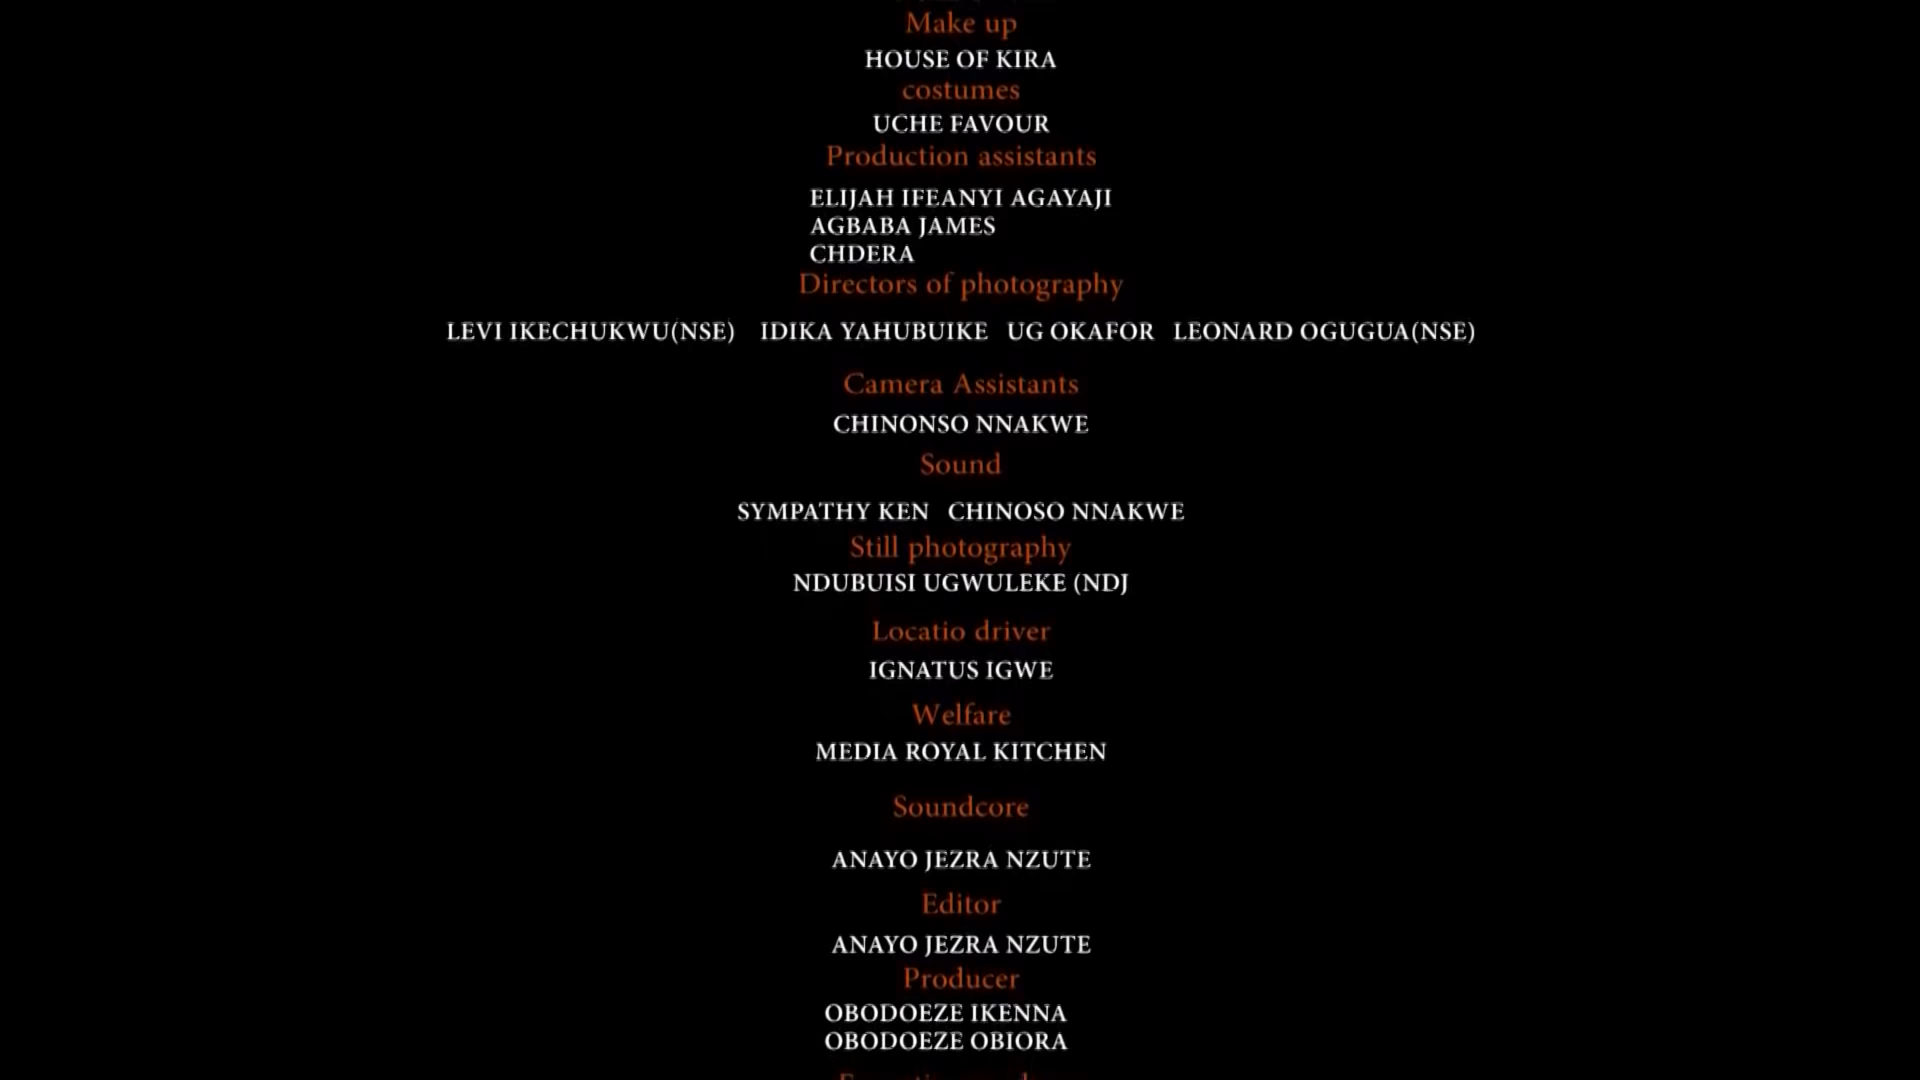 Make up
HOUSE OF KIRA
costumes
UCHE FAVOUR
Production assistants
ELIJAH IFEANYI AGAYAJI
AGBABA JAMES
CHDERA
Directors of photography
LEVI IKECHUKWU(NSE) IDIKA YAHUBUIKE UG OKAFOR LEONARD OGUGUA(NSE)
Camera Assistants
CHINONSO NNAKWE
Sound
SYMPATHY KEN CHINOSO NNAKWE
Still photography
NDUBUISI UGWULEKE (NDJ
Locatio driver
IGNATUS IGWE
Welfare
MEDIA ROYAL KITCHEN
Soundcore
ANAYO JEZRA NZUTE
Editor
ANAYO JEZRA NZUTE
Producer
OBODOEZE IKENNA
OBODOEZE OBIORA